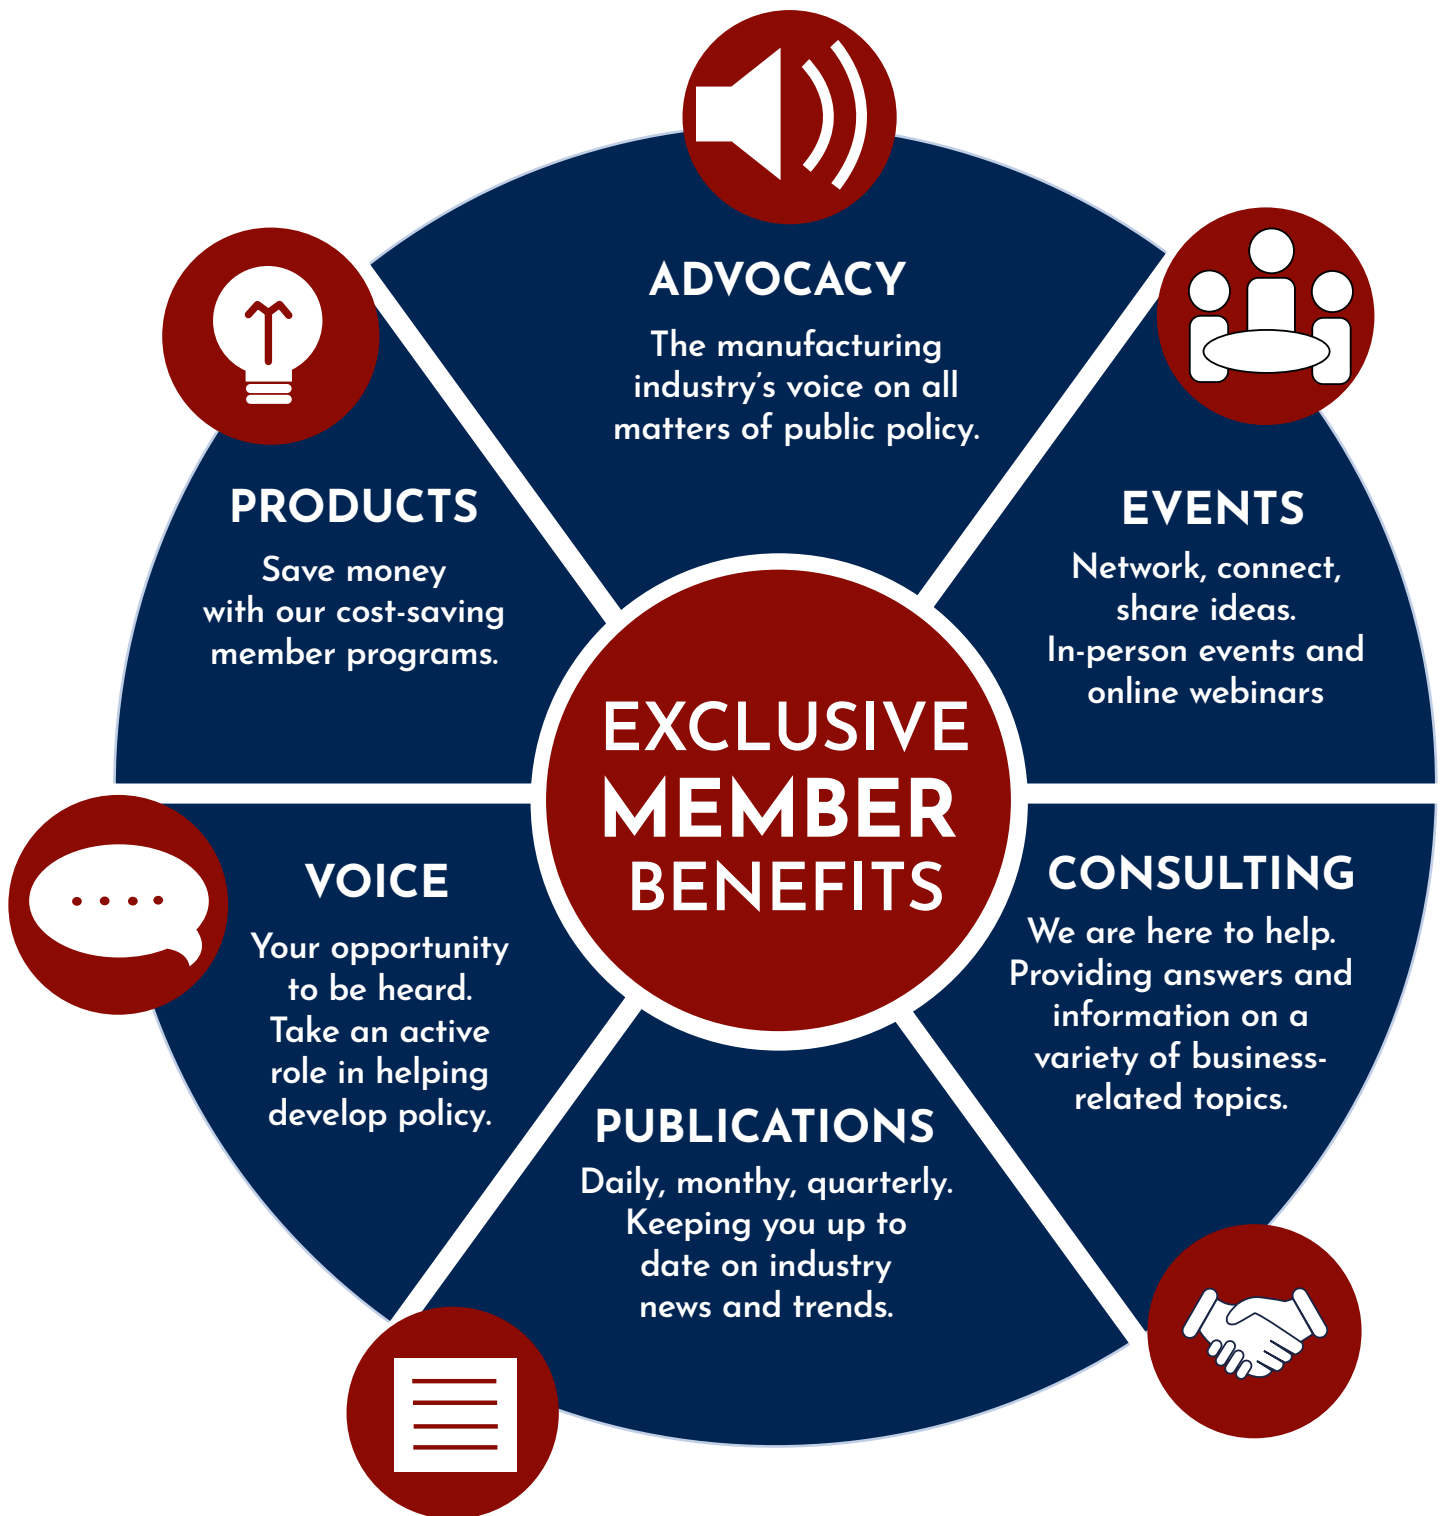 ADVOCACY
The manufacturing
industry’s voice on all
matters of public policy.
EVENTS
Network, connect,
share ideas.
In-person events and
online webinars
CONSULTING
We are here to help.
Providing answers and
information on a
variety of business-
related topics.
PUBLICATIONS
Daily, monthy, quarterly.
Keeping you up to
date on industry
news and trends.
VOICE
Your opportunity
to be heard.
Take an active
role in helping
develop policy.
PRODUCTS
Save money
with our cost-saving
member programs.
EXCLUSIVE
MEMBER
BENEFITS